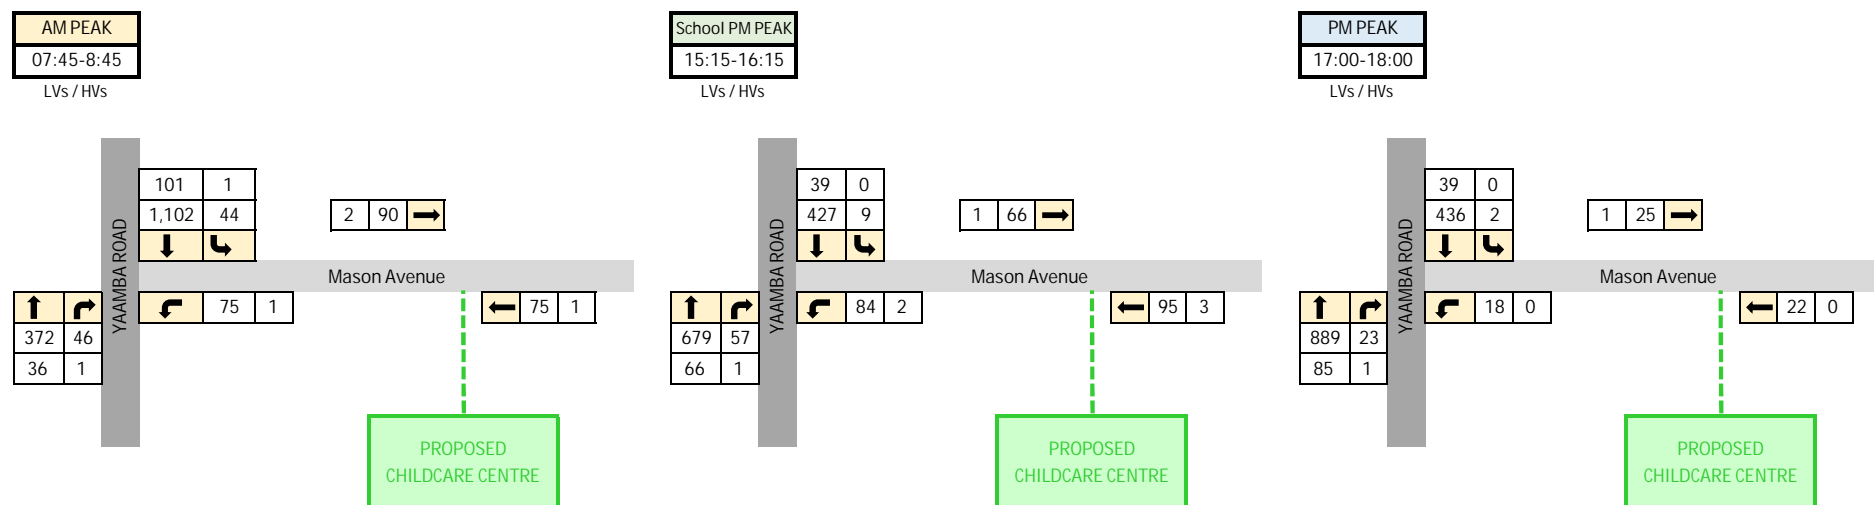 AM PEAK
07:45-8:45
LVs / HVs
101 1
1,102 44
2 90
YAAMBA ROAD
Mason Avenue
75 1
75 1
372 46
36 1
PROPOSED
CHILDCARE CENTRE
School PM PEAK
15:15-16:15
LVs / HVs
39 0
427 9
1 66
YAAMBA ROAD
Mason Avenue
84 2
95 3
679 57
66 1
PROPOSED
CHILDCARE CENTRE
PM PEAK
17:00-18:00
LVs / HVs
39 0
436 2
1 25
YAAMBA ROAD
Mason Avenue
18 0
22 0
889 23
85 1
PROPOSED
CHILDCARE CENTRE